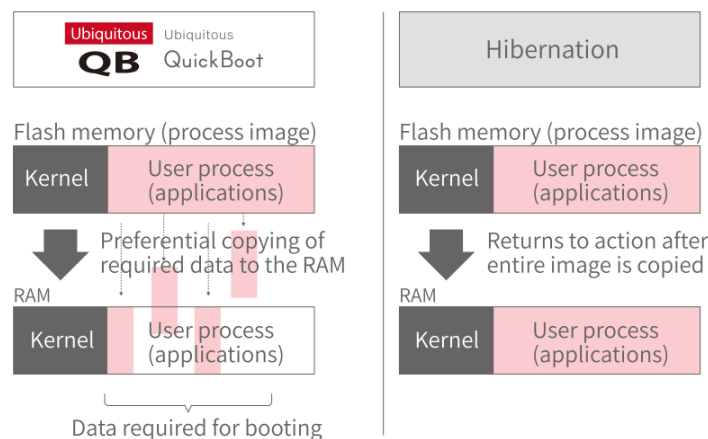 Ubiquitous
QB
Ubiquitous
QuickBoot
Flash memory (process image)
Kernel
User process
(applications)
Preferential copying of
required data to the RAM
RAM
Kernel
User process
(applications)
Data required for booting
Hibernation
Flash memory (process image)
Kernel
User process
(applications)
Returns to action after
entire image is copied
RAM
Kernel
User process
(applications)